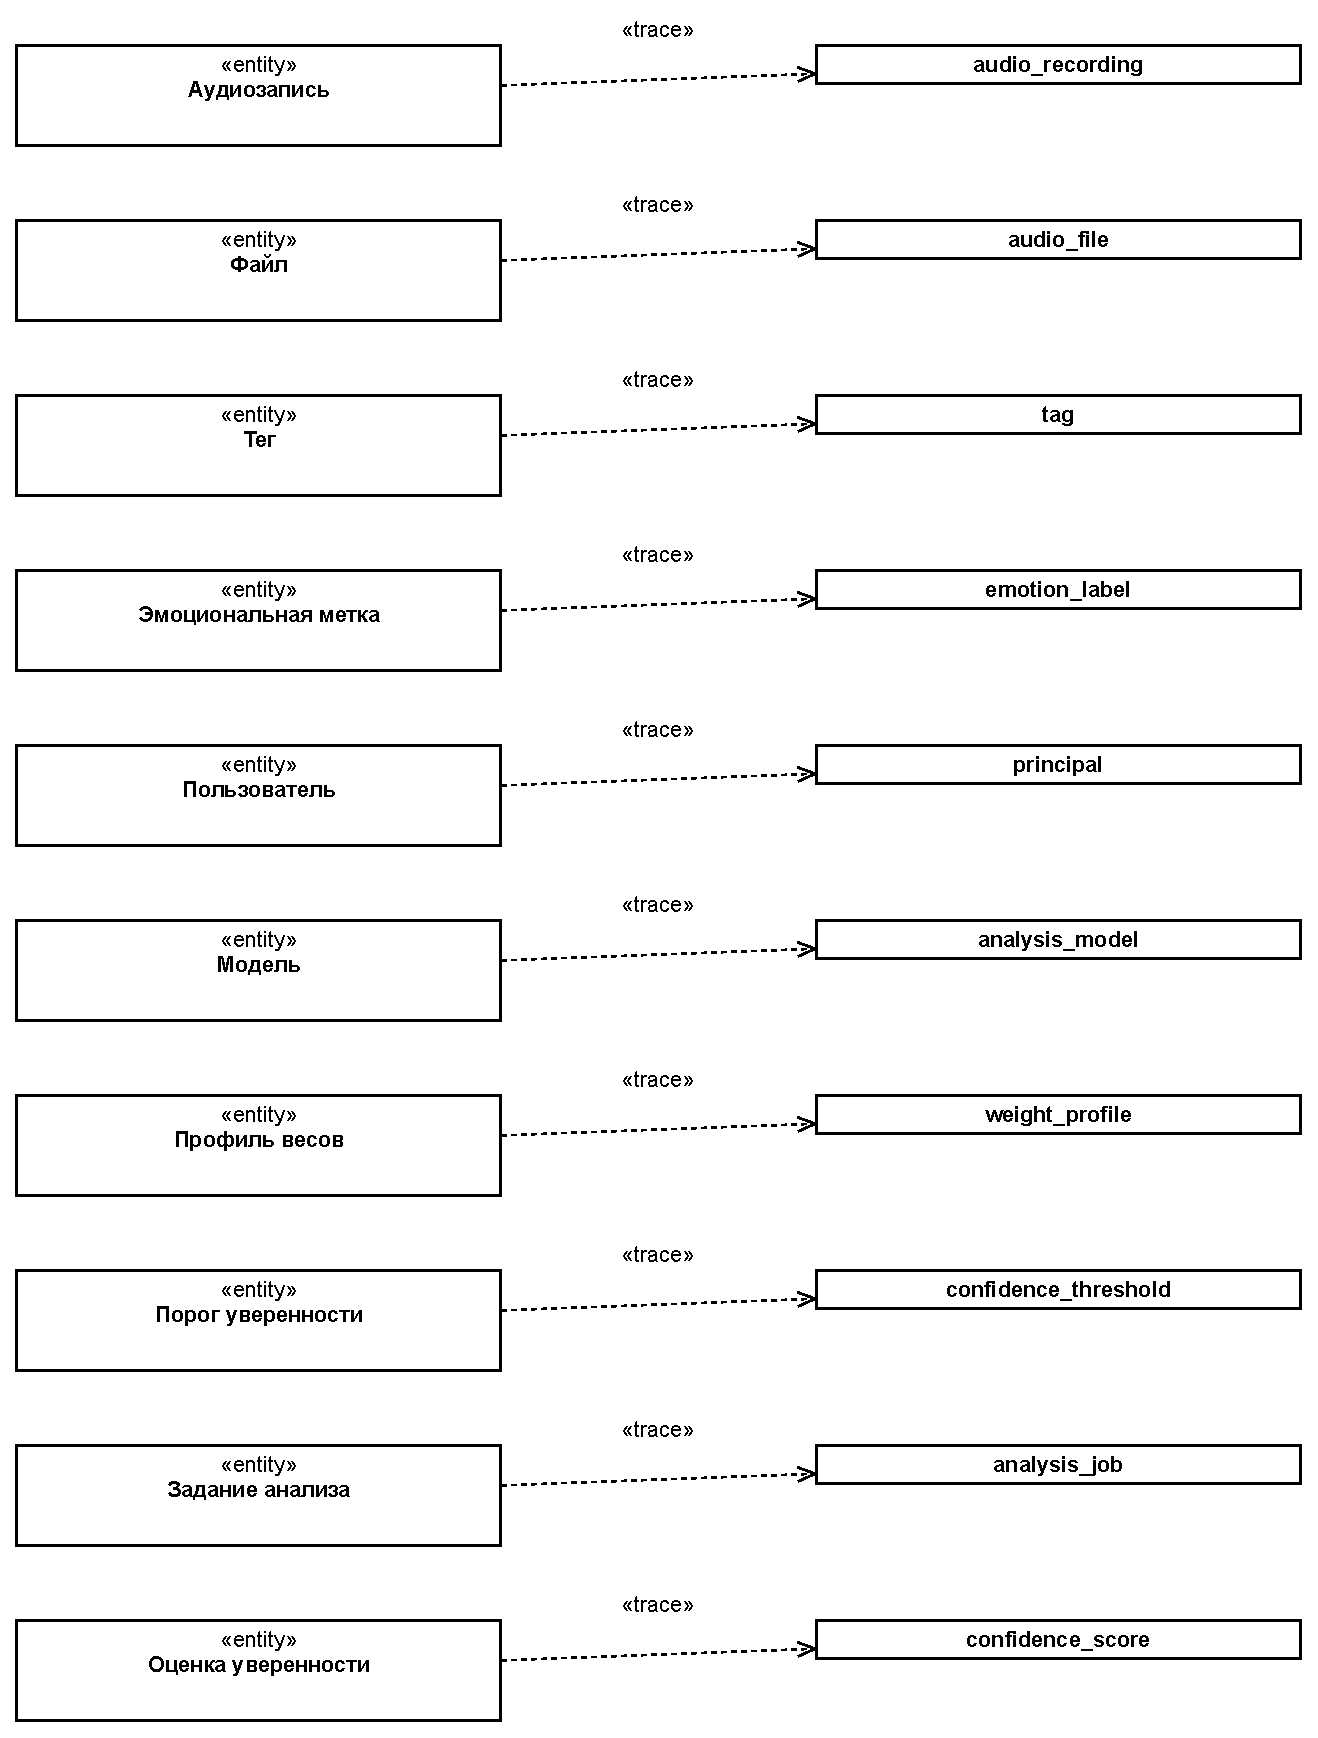 «trace»
«entity»
Аудиозапись
audio_recording
«trace»
«entity»
Файл
audio_file
«trace»
«entity»
Тег
tag
«trace»
«entity»
Эмоциональная метка
emotion_label
«trace»
«entity»
Пользователь
principal
«trace»
«entity»
Модель
analysis_model
«trace»
«entity»
Профиль весов
weight_profile
«trace»
«entity»
Порог уверенности
confidence_threshold
«trace»
«entity»
Задание анализа
analysis_job
«trace»
«entity»
Оценка уверенности
confidence_score